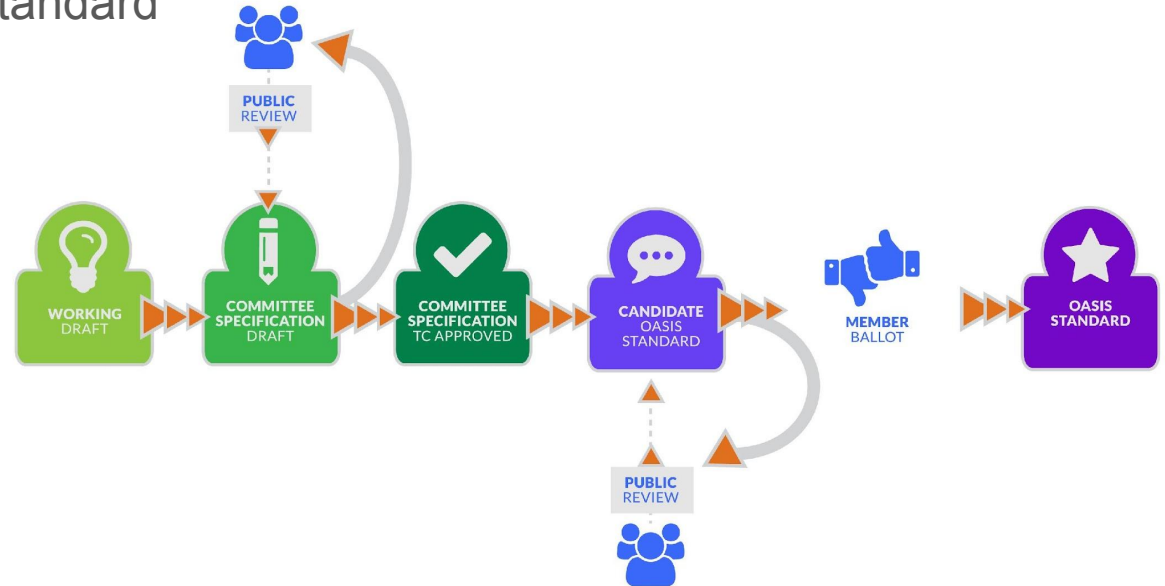 tandard
PUBLIC
REVIEW
WORKING
DRAFT
COMMITTEE
SPECIFICATION
DRAFT
COMMITTEE
SPECIFICATION
TC APPROVED
CANDIDATE
OASIS
STANDARD
MEMBER
BALLOT
OASIS
STANDARD
PUBLIC
REVIEW